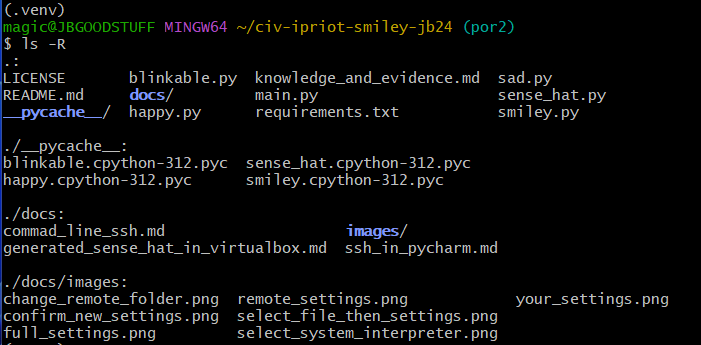 (.venv)
magic@JBGOODSTUFF MINGW64 ~/civ-ipriot-smiley-jb24 (por2)
$ ls -R
.:
LICENSE blinkable.py knowledge_and_evidence.md sad.py
README.md docs/ main.py sense_hat.py
__pycache__/ happy.py requirements.txt smiley.py
./__pycache__:
blinkable.cpython-312.pyc sense_hat.cpython-312.pyc
happy.cpython-312.pyc smiley.cpython-312.pyc
./docs:
commad_line_ssh.md images/
generated_sense_hat_in_virtualbox.md ssh_in_pycharm.md
./docs/images:
change_remote_folder.png remote_settings.png your_settings.png
confirm_new_settings.png select_file_then_settings.png
full_settings.png select_system_interpreter.png